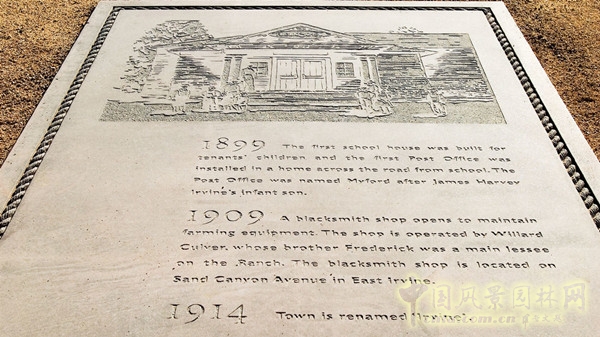 1899 The first school house was built for
tenants' children and the first Post Office was
installed in a home across the road from school. The
Post Office was named Myford after James Harvey
Irvine's infant son.
1909 A blacksmith shop opens to maintain
farming equipment. The shop is operated by Willard
Culver, whose brother Frederick was a main lessee
on the Ranch. The blacksmith shop is located on
Sand Canyon Avenue in East Irvine.
1914 Town is renamed "Irvine".
中国风景园林网
.com.cn